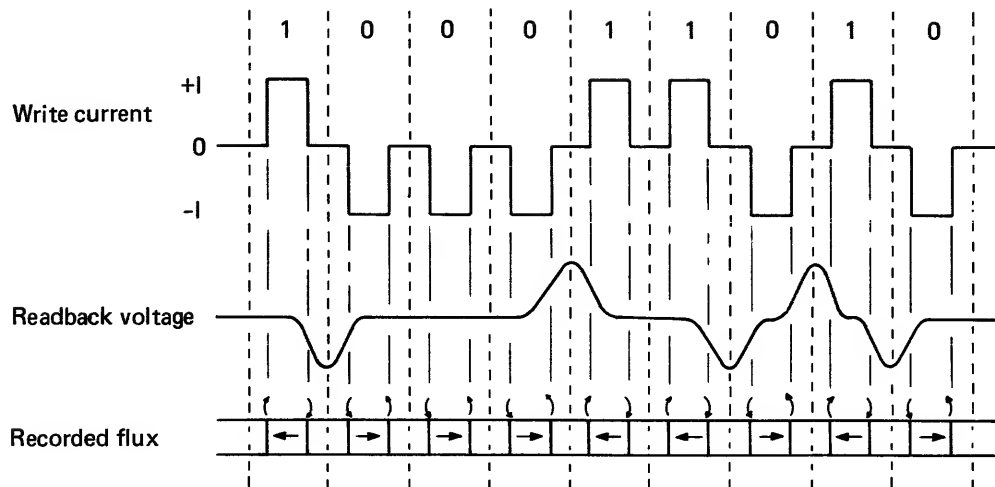 1 0 0 0 1 1 0 1 0
+I
Write current
0
-I
Readback voltage
Recorded flux